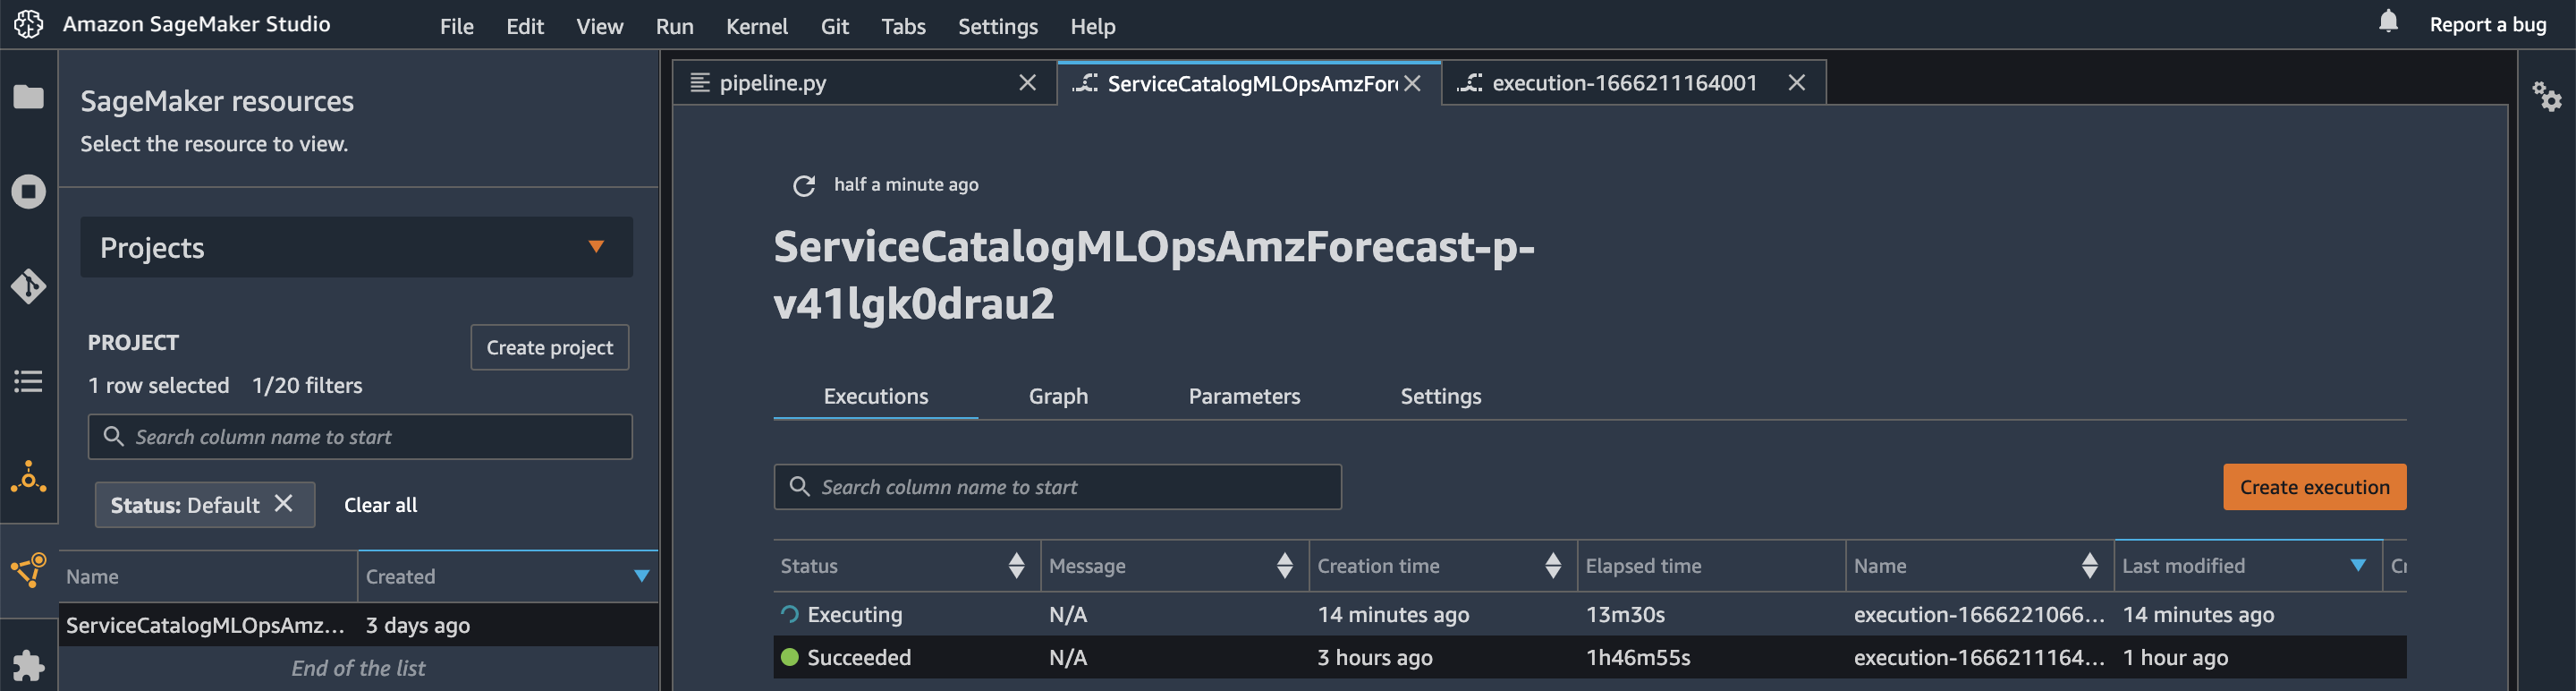 Amazon SageMaker Studio
File Edit View Run Kernel Git Tabs Settings Help
Report a bug
SageMaker resources
Select the resource to view.
Projects
PROJECT
Create project
1 row selected 1/20 filters
Search column name to start
Status: Default
Clear all
Name Created
ServiceCatalogMLOpsAmz... 3 days ago
End of the list
pipeline.py
ServiceCatalogMLOpsAmzFor
execution-1666211164001
half a minute ago
ServiceCatalogMLOpsAmzForecast-p-
v41lgk0drau2
Executions Graph Parameters Settings
Search column name to start
Create execution
Status Message Creation time Elapsed time Name Last modified
Executing N/A 14 minutes ago 13m30s execution-1666221066... 14 minutes ago
Succeeded N/A 3 hours ago 1h46m55s execution-1666211164... 1 hour ago